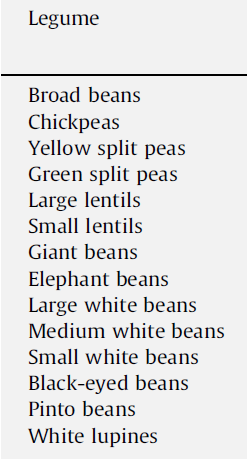 Legume
Broad beans
Chickpeas
Yellow split peas
Green split peas
Large lentils
Small lentils
Giant beans
Elephant beans
Large white beans
Medium white beans
Small white beans
Black-eyed beans
Pinto beans
White lupines